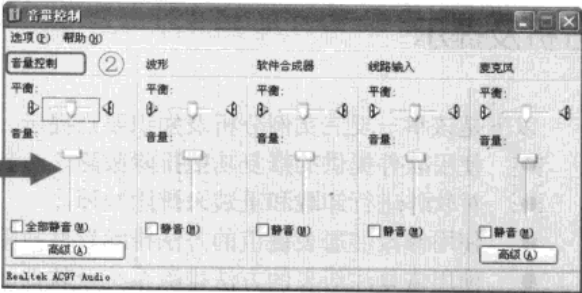 音量控制
选项(P) 帮助(H)
音量控制 ② 波形 软件合成器 线路输入 麦克风
平衡: 平衡: 平衡: 平衡: 平衡:
音量: 音量: 音量: 音量: 音量:
全部静音(M) 静音(M) 静音(M) 静音(M) 静音(M)
高级(A) 高级(A)
Realtek AC97 Audio